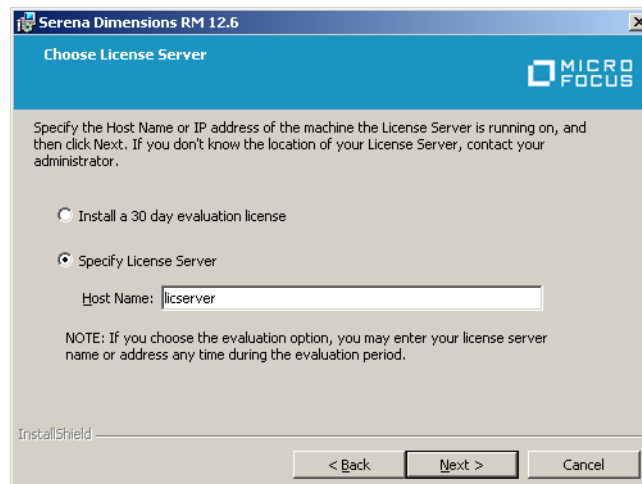 Serena Dimensions RM 12.6
Choose License Server
MICRO
FOCUS
Specify the Host Name or IP address of the machine the License Server is running on, and
then click Next. If you don't know the location of your License Server, contact your
administrator.
Install a 30 day evaluation license
Specify License Server
Host Name: licserver
NOTE: If you choose the evaluation option, you may enter your license server
name or address any time during the evaluation period.
InstallShield
< Back Next > Cancel